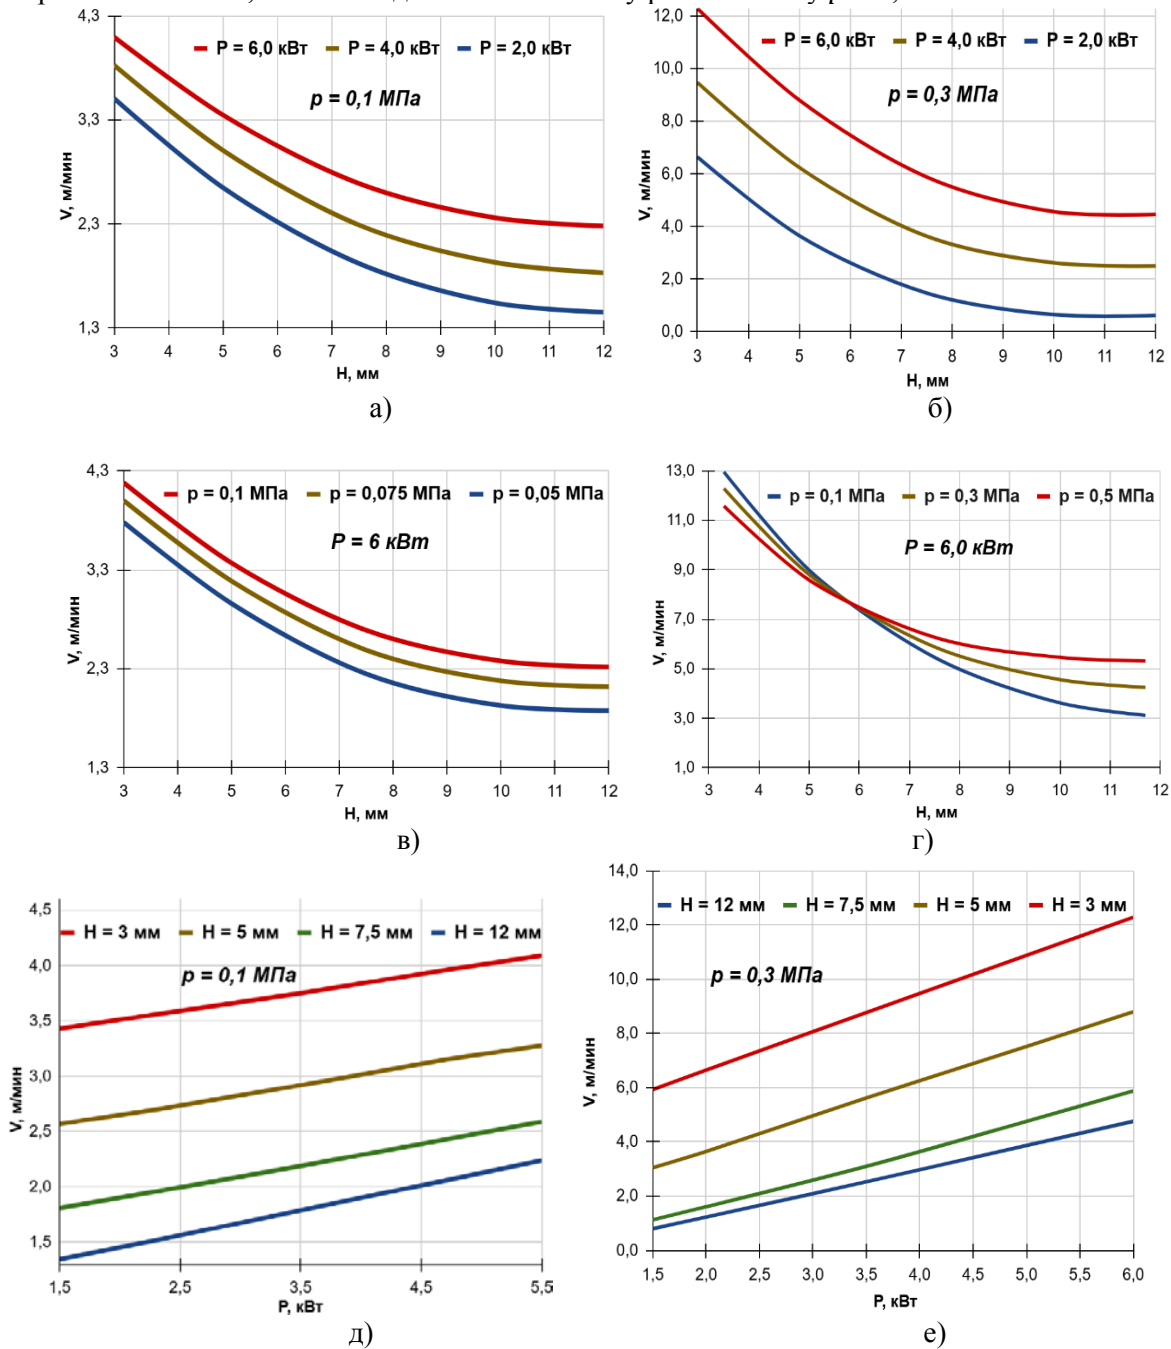 4,3
3,3
2,3
1,3
V, м/мин
P = 6,0 кВт P = 4,0 кВт P = 2,0 кВт
p = 0,1 МПа
3 4 5 6 7 8 9 10 11 12
H, мм
а)
12,0
10,0
8,0
6,0
4,0
2,0
0,0
V, м/мин
P = 6,0 кВт P = 4,0 кВт P = 2,0 кВт
p = 0,3 МПа
3 4 5 6 7 8 9 10 11 12
H, мм
б)
4,3
3,3
2,3
1,3
V, м/мин
p = 0,1 МПа p = 0,075 МПа p = 0,05 МПа
P = 6 кВт
3 4 5 6 7 8 9 10 11 12
H, мм
в)
13,0
11,0
9,0
7,0
5,0
3,0
1,0
V, м/мин
p = 0,1 МПа p = 0,3 МПа p = 0,5 МПа
P = 6,0 кВт
3 4 5 6 7 8 9 10 11 12
H, мм
г)
4,5
4,0
3,5
3,0
2,5
2,0
1,5
V, м/мин
H = 3 мм H = 5 мм H = 7,5 мм H = 12 мм
p = 0,1 МПа
1,5 2,5 3,5 4,5 5,5
P, кВт
д)
14,0
12,0
10,0
8,0
6,0
4,0
2,0
0,0
V, м/мин
H = 12 мм H = 7,5 мм H = 5 мм H = 3 мм
p = 0,3 МПа
1,5 2,0 2,5 3,0 3,5 4,0 4,5 5,0 5,5 6,0
P, кВт
е)